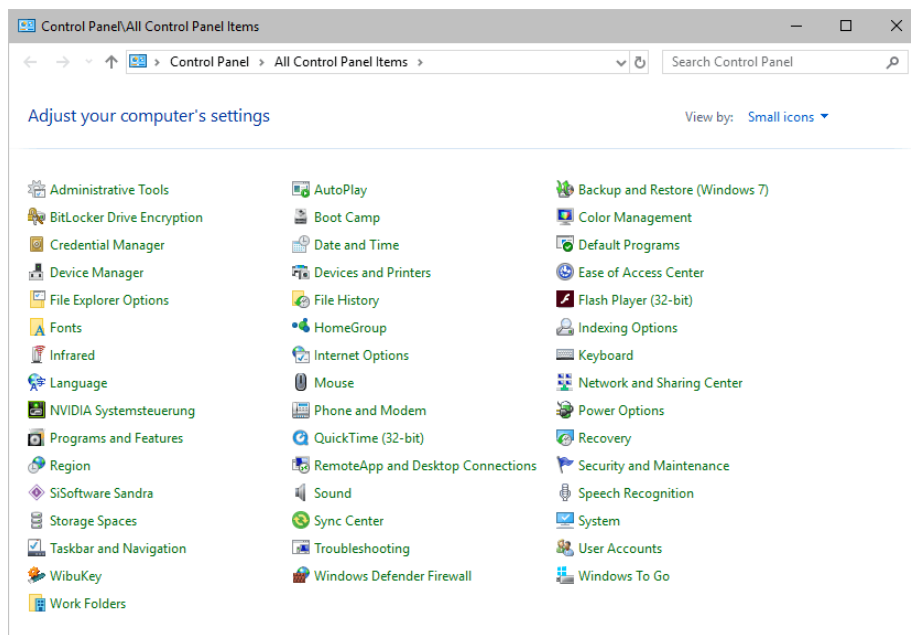 Control Panel\All Control Panel Items
Control Panel > All Control Panel Items >
Search Control Panel
Adjust your computer's settings
View by: Small icons
Administrative Tools
AutoPlay
Backup and Restore (Windows 7)
BitLocker Drive Encryption
Boot Camp
Color Management
Credential Manager
Date and Time
Default Programs
Device Manager
Devices and Printers
Ease of Access Center
File Explorer Options
File History
Flash Player (32-bit)
Fonts
HomeGroup
Indexing Options
Infrared
Internet Options
Keyboard
Language
Mouse
Network and Sharing Center
NVIDIA Systemsteuerung
Phone and Modem
Power Options
Programs and Features
QuickTime (32-bit)
Recovery
Region
RemoteApp and Desktop Connections
Security and Maintenance
SiSoftware Sandra
Sound
Speech Recognition
Storage Spaces
Sync Center
System
Taskbar and Navigation
Troubleshooting
User Accounts
WibuKey
Windows Defender Firewall
Windows To Go
Work Folders